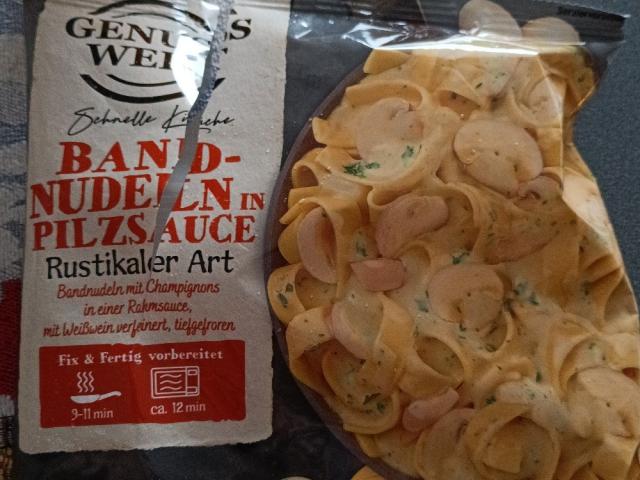 GENUSS
WELT
Schnelle Küche
BAND-
NUDELN IN
PILZSAUCE
Rustikaler Art
Bandnudeln mit Champignons
in einer Rahmsauce,
mit Weißwein verfeinert, tiefgefroren
Fix & Fertig vorbereitet
9-11 min
ca. 12 min